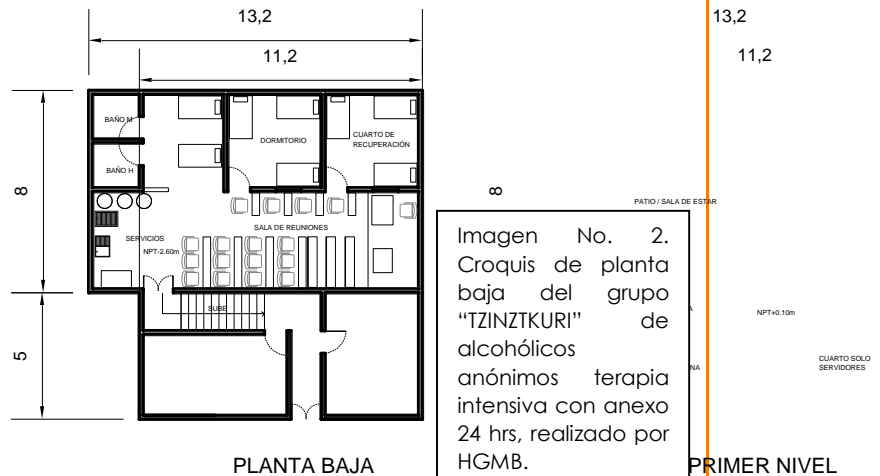 13,2
11,2
8
5
BAÑO M
BAÑO H
DORMITORIO
CUARTO DE
RECUPERACIÓN
SALA DE REUNIONES
SERVICIOS
NPT-2.60m
SUBE
PLANTA BAJA
Imagen No. 2.
Croquis de planta
baja del grupo
“TZINZTKURI” de
alcohólicos
anónimos terapia
intensiva con anexo
24 hrs, realizado por
HGMB.
13,2
11,2
8
PATIO / SALA DE ESTAR
A
NPT+0.10m
NA
CUARTO SOLO
SERVIDORES
PRIMER NIVEL